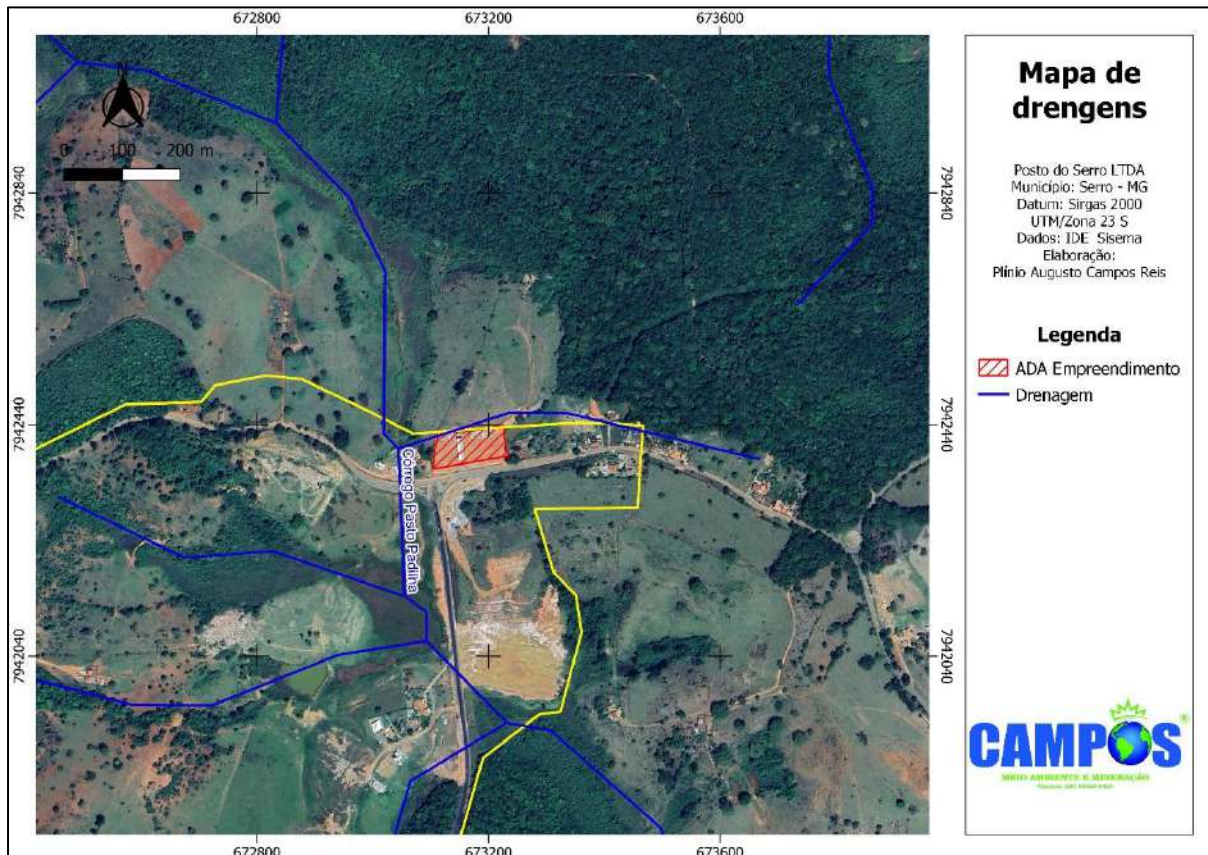 672800
673200
673600
N
0 100 200 m
7942840
7942840
7942440
7942440
7942040
7942040
Córrego Pasto Padilha
672800
673200
673600
Mapa de
drengens
Posto do Serro LTDA
Município: Serro - MG
Datum: Sirgas 2000
UTM/Zona 23 S
Dados: IDE Sisema
Elaboração:
Plínio Augusto Campos Reis
Legenda
ADA Empreendimento
Drenagem
CAMPOS
®
MEIO AMBIENTE E MINERAÇÃO